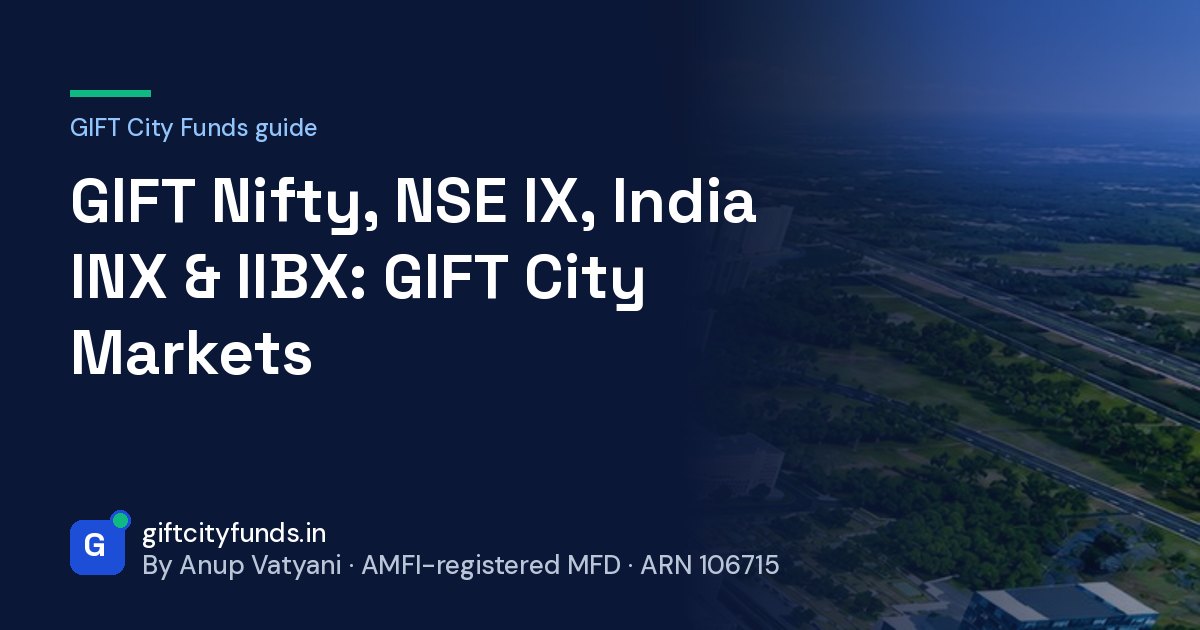 GIFT City Funds guide
GIFT Nifty, NSE IX, India
INX & IIBX: GIFT City
Markets
G
giftcityfunds.in
By Anup Vatyani · AMFI-registered MFD · ARN 106715